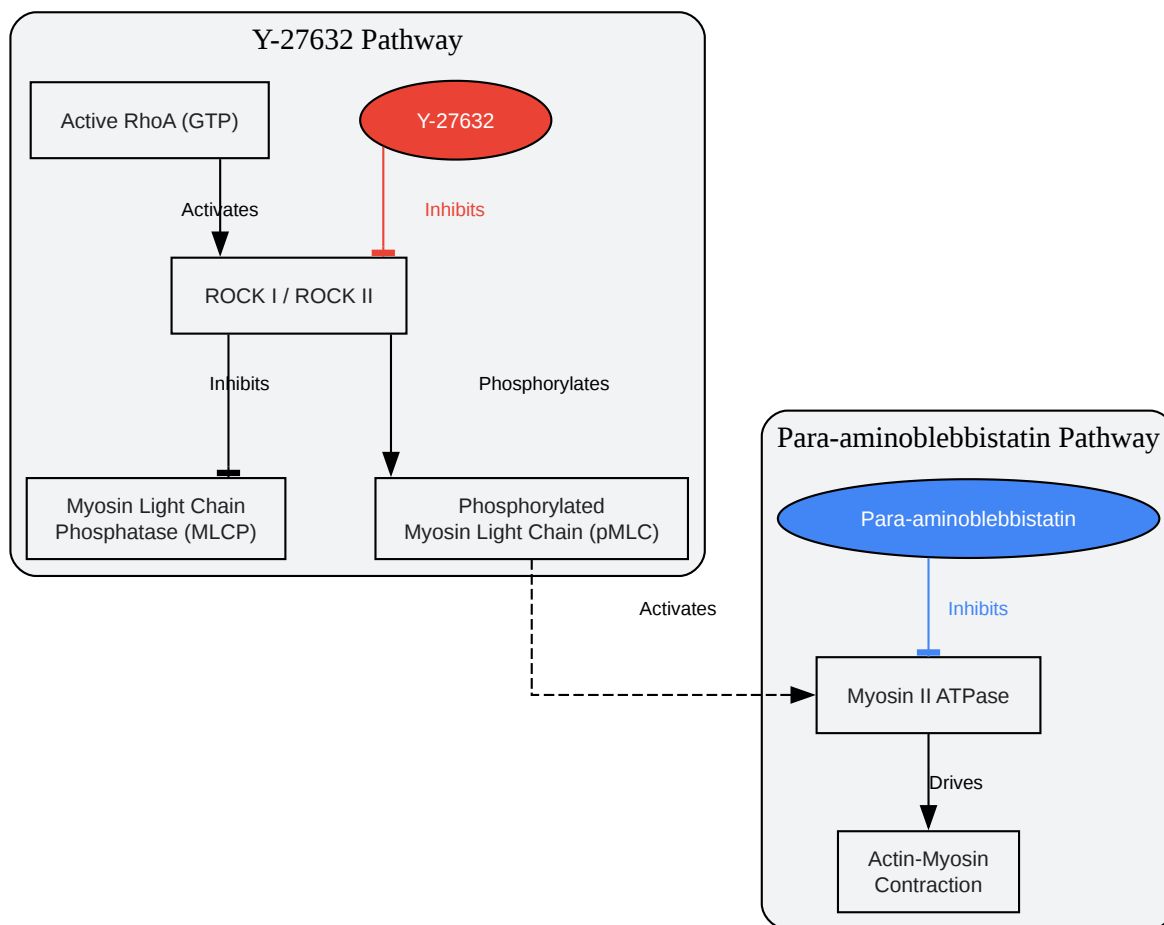 Y-27632 Pathway
Active RhoA (GTP)
Y-27632
Activates
Inhibits
ROCK I / ROCK II
Inhibits
Phosphorylates
Myosin Light Chain
Phosphatase (MLCP)
Phosphorylated
Myosin Light Chain (pMLC)
Para-aminoblebbistatin Pathway
Para-aminoblebbistatin
Activates
Inhibits
Myosin II ATPase
Drives
Actin-Myosin
Contraction